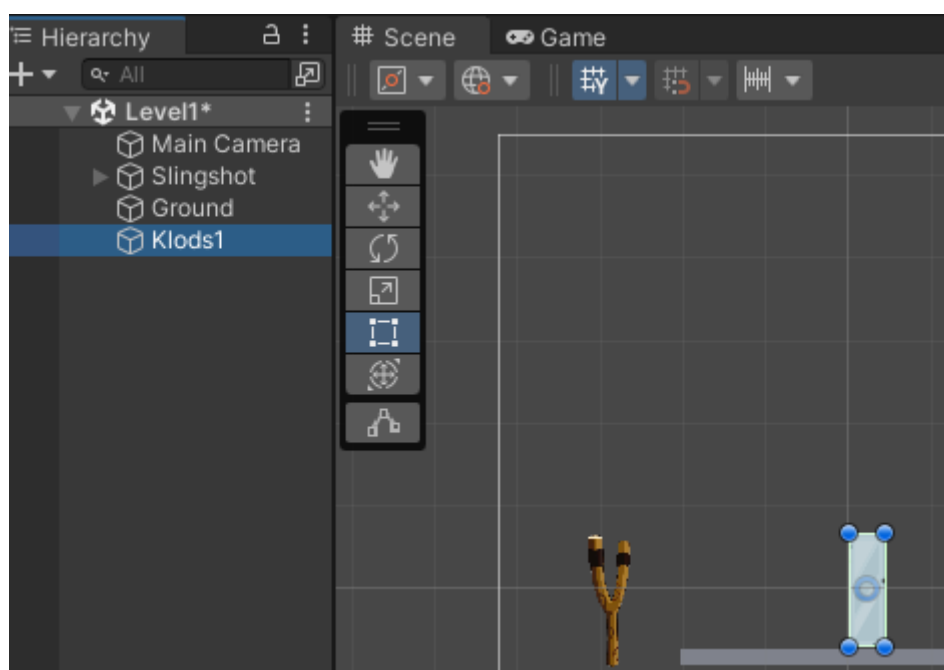 Hierarchy
Scene
Game
All
Level1*
Main Camera
Slingshot
Ground
Klods1